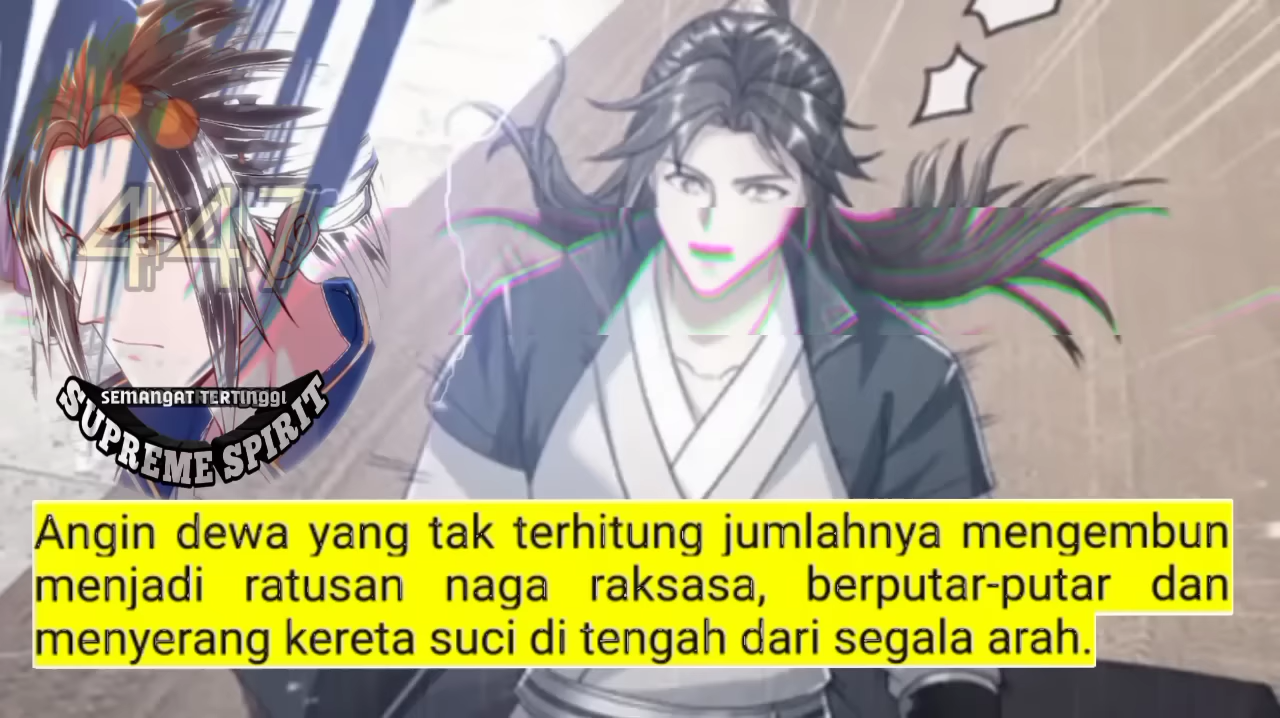 447
SEMANGAT TERTINGGI
SUPREME SPIRIT
Angin dewa yang tak terhitung jumlahnya mengembun
menjadi ratusan naga raksasa, berputar-putar dan
menyerang kereta suci di tengah dari segala arah.